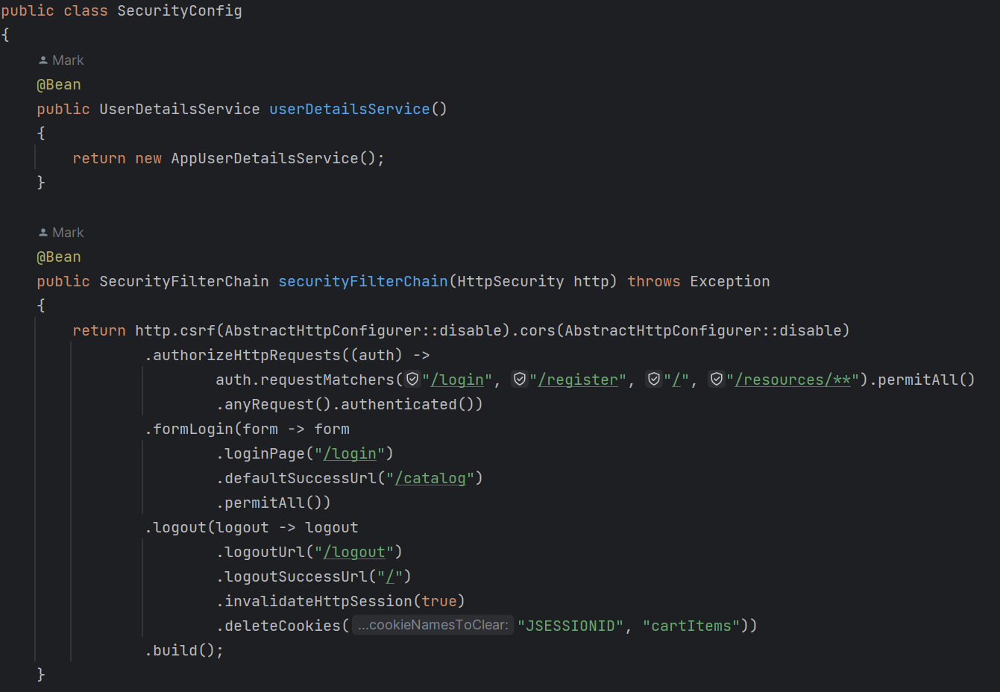 public class SecurityConfig
{
Mark
@Bean
public UserDetailsService userDetailsService()
{
return new AppUserDetailsService();
}
Mark
@Bean
public SecurityFilterChain securityFilterChain(HttpSecurity http) throws Exception
{
return http.csrf(AbstractHttpConfigurer::disable).cors(AbstractHttpConfigurer::disable)
.authorizeHttpRequests((auth) ->
auth.requestMatchers("/login", "/register", "/", "/resources/**").permitAll()
.anyRequest().authenticated())
.formLogin(form -> form
.loginPage("/login")
.defaultSuccessUrl("/catalog")
.permitAll())
.logout(logout -> logout
.logoutUrl("/logout")
.logoutSuccessUrl("/")
.invalidateHttpSession(true)
.deleteCookies(...cookieNamesToClear: "JSESSIONID", "cartItems"))
.build();
}